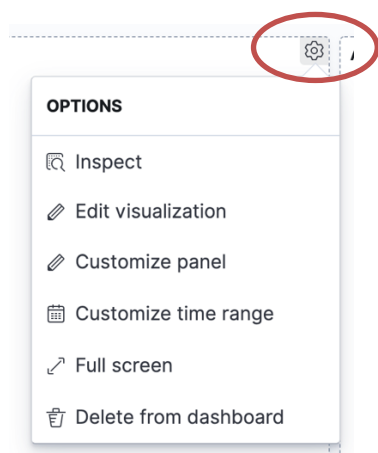 OPTIONS
Inspect
Edit visualization
Customize panel
Customize time range
Full screen
Delete from dashboard